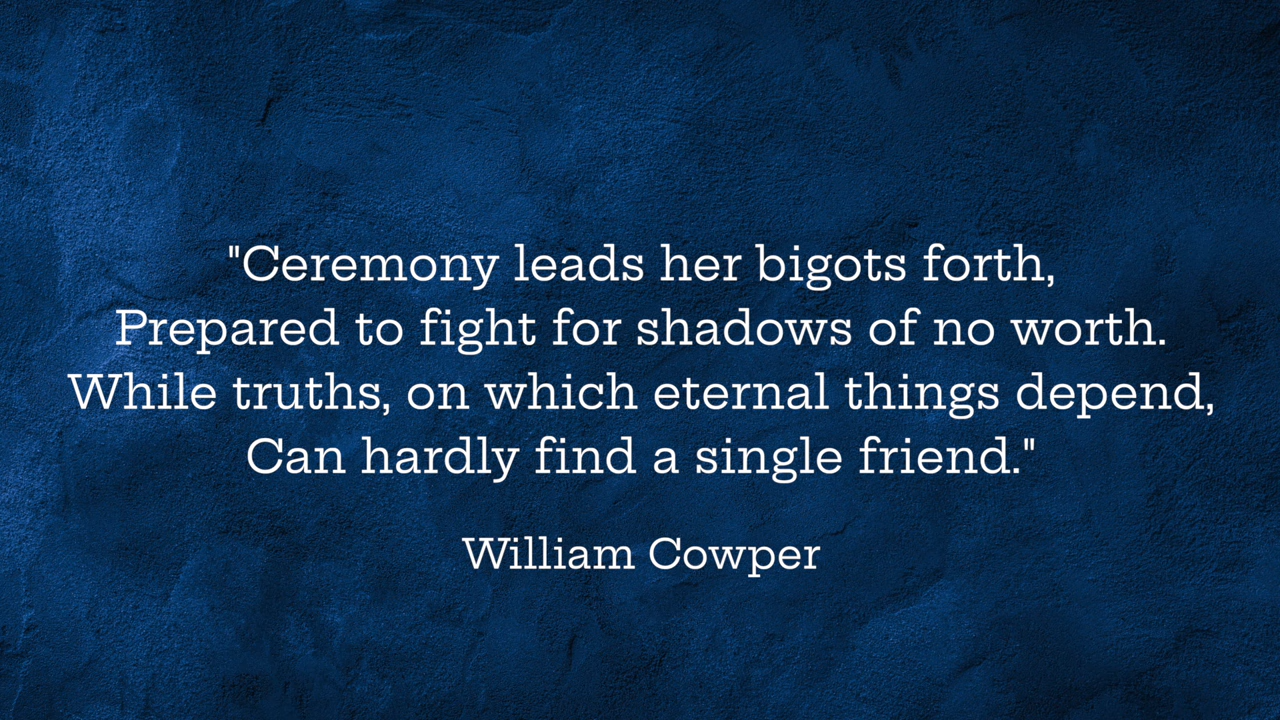 "Ceremony leads her bigots forth,
Prepared to fight for shadows of no worth.
While truths, on which eternal things depend,
Can hardly find a single friend."
William Cowper